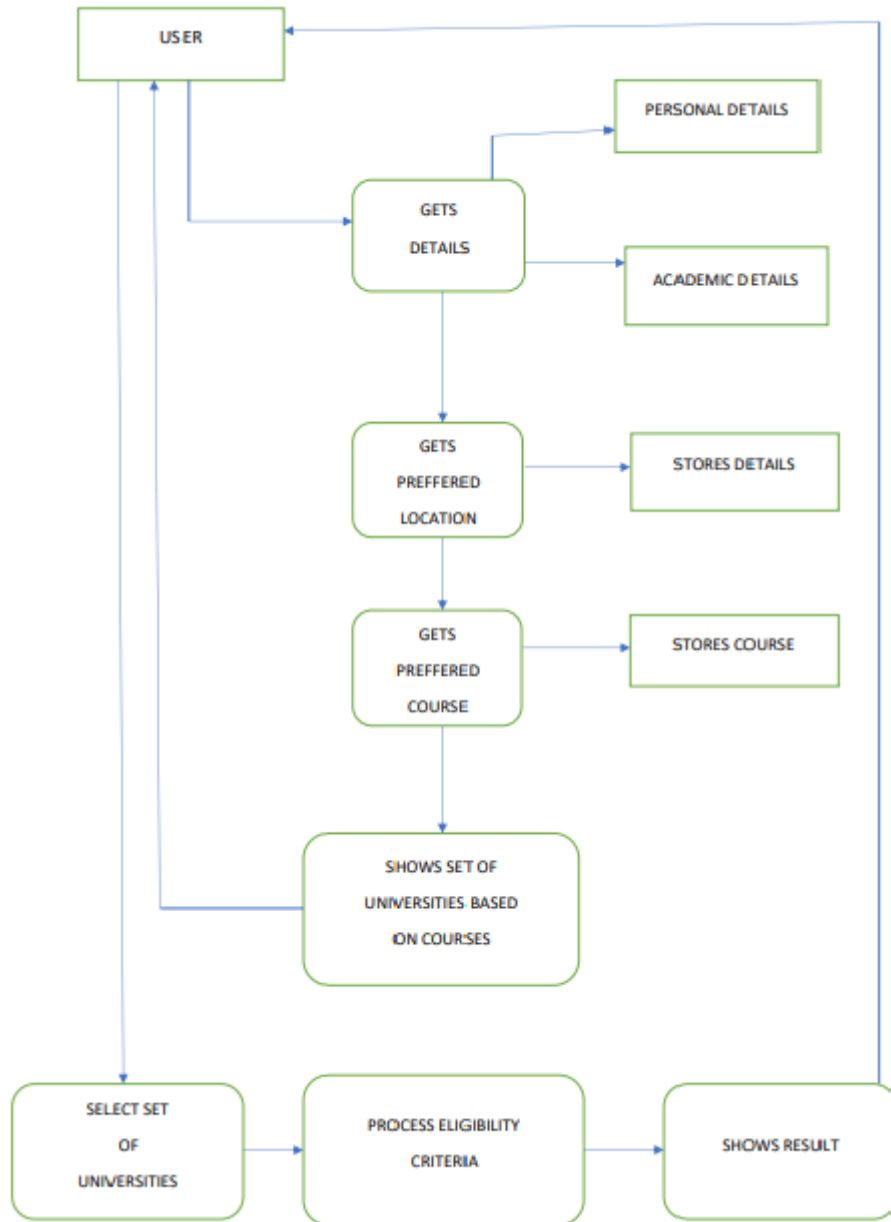 USER
PERSONAL DETAILS
GETS
DETAILS
ACADEMIC DETAILS
GETS
PREFFERED
LOCATION
STORES DETAILS
GETS
PREFFERED
COURSE
STORES COURSE
SHOWS SET OF
UNIVERSITIES BASED
ON COURSES
SELECT SET
OF
UNIVERSITIES
PROCESS ELIGIBILITY
CRITERIA
SHOWS RESULT